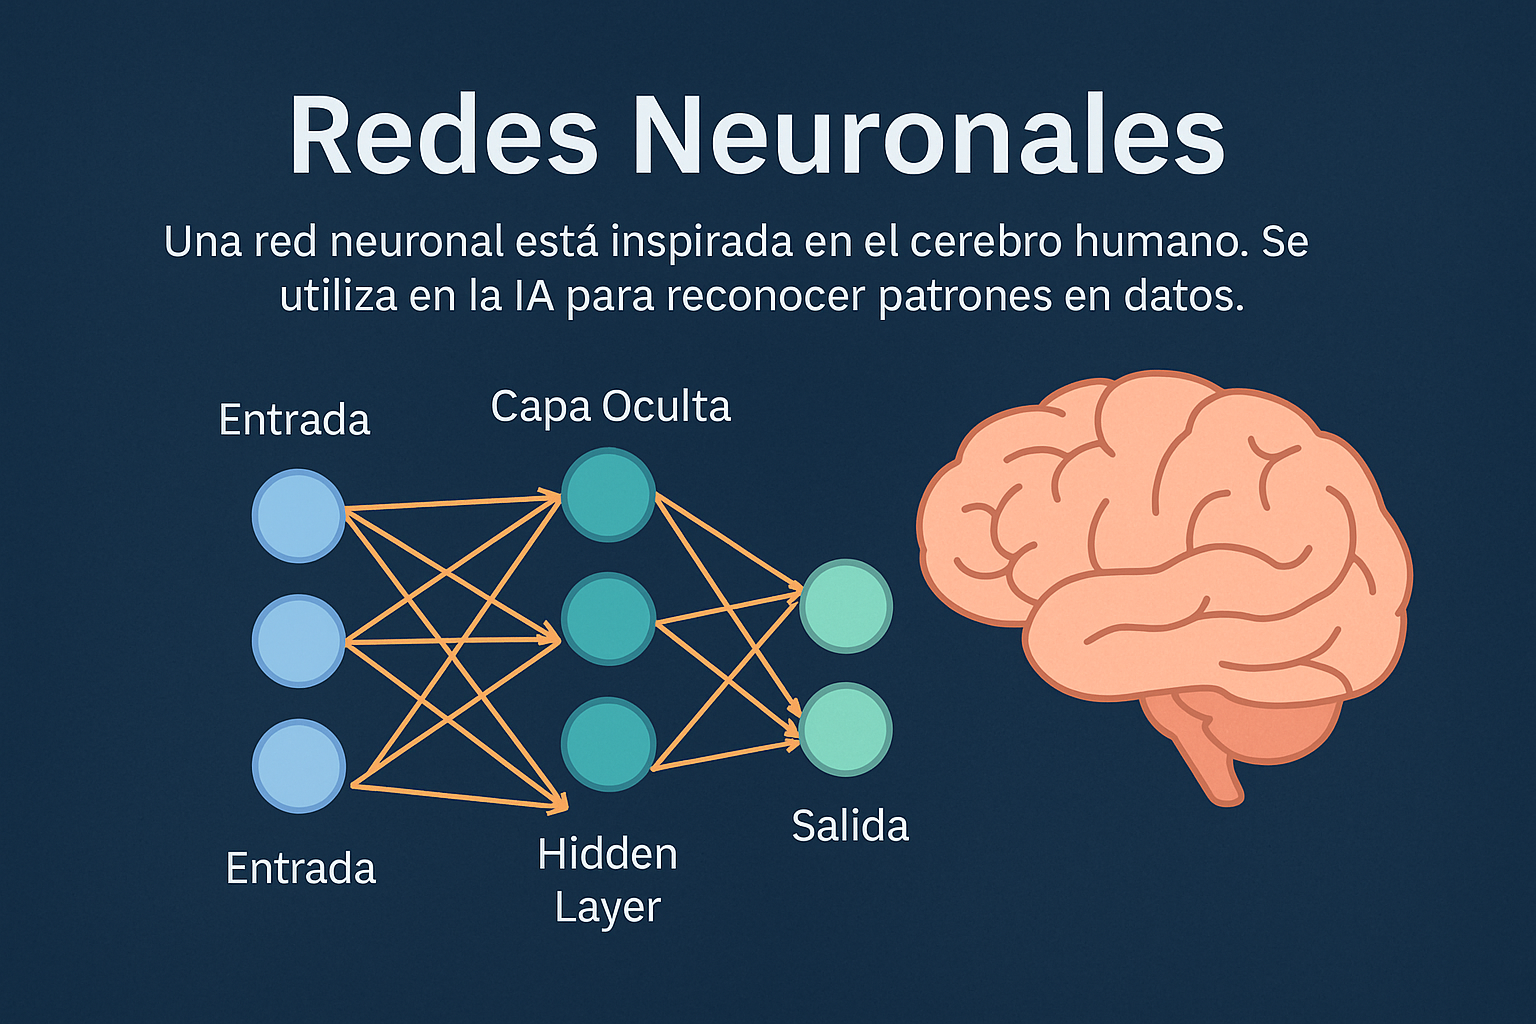 Redes Neuronales
Una red neuronal está inspirada en el cerebro humano. Se
utiliza en la IA para reconocer patrones en datos.
Entrada
Capa Oculta
Salida
Entrada
Hidden
Layer